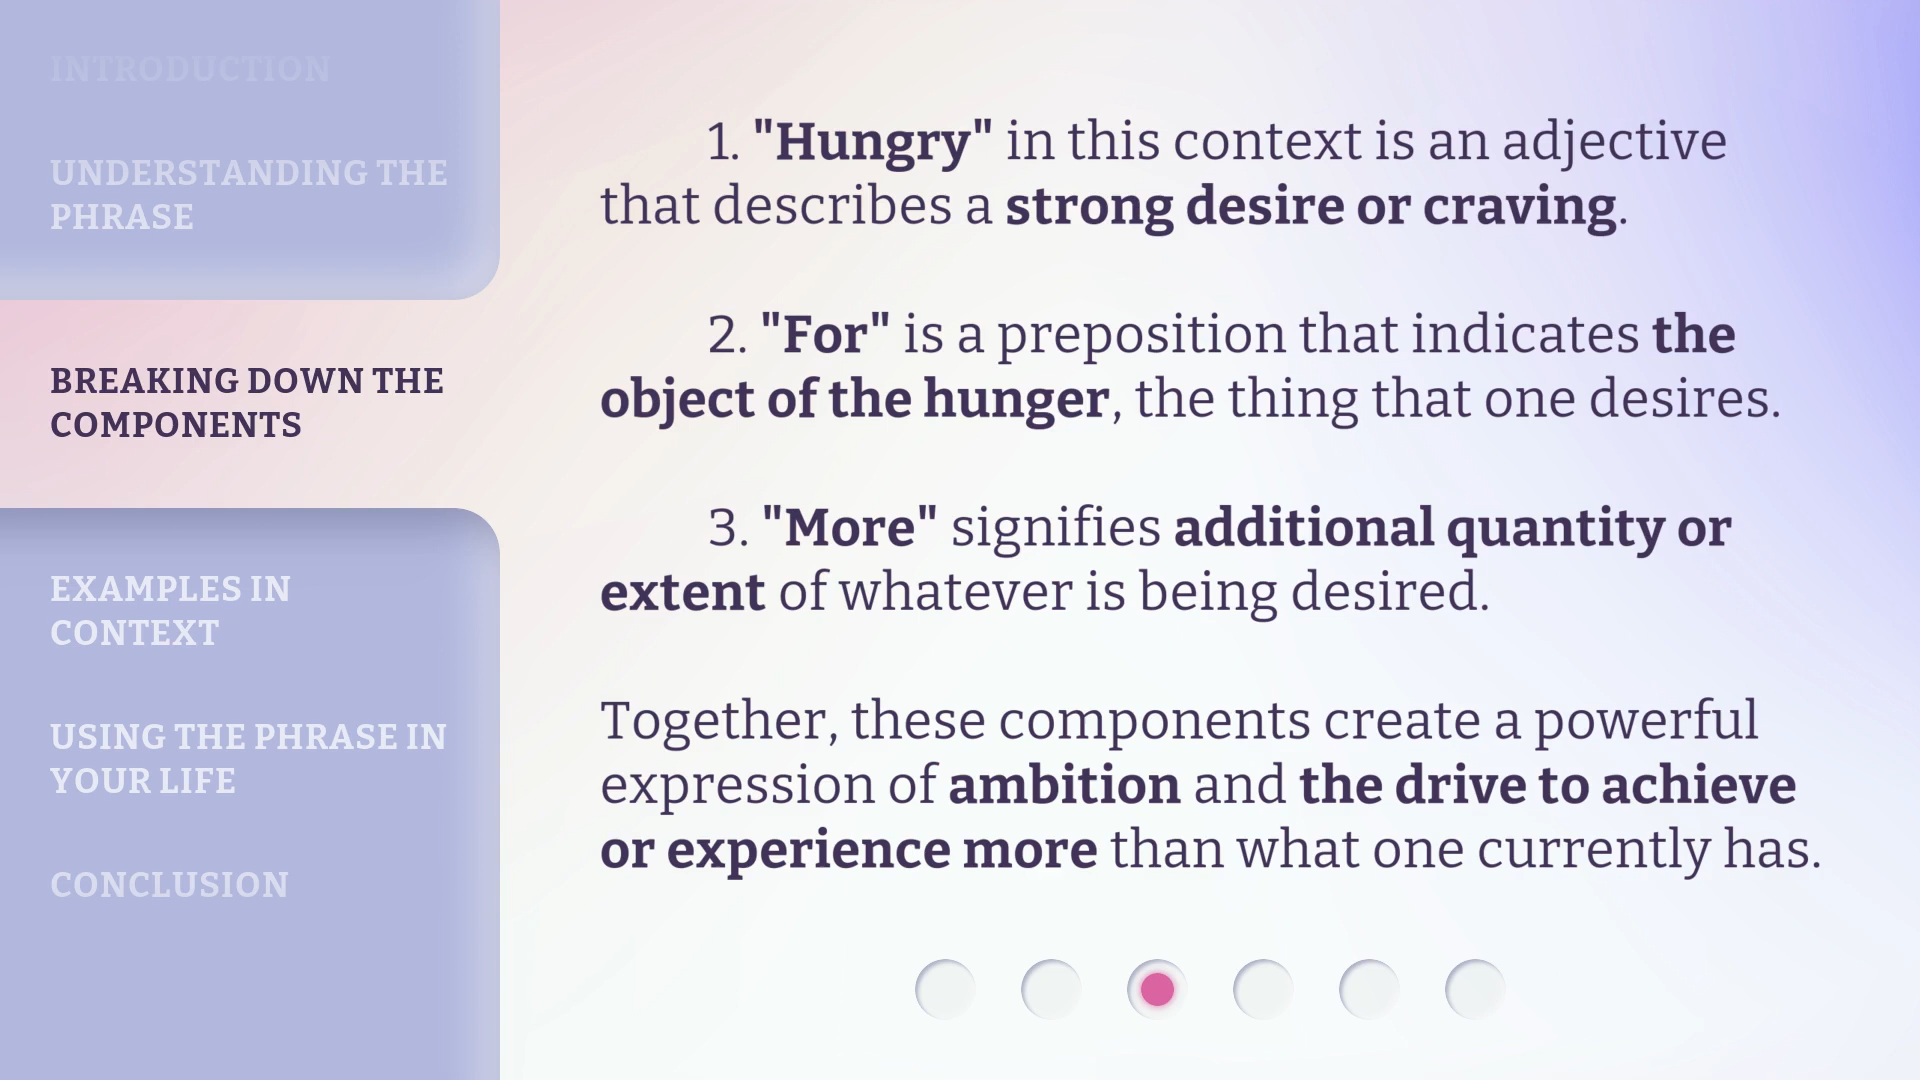 INTRODUCTION
UNDERSTANDING THE
PHRASE
BREAKING DOWN THE
COMPONENTS
EXAMPLES IN
CONTEXT
USING THE PHRASE IN
YOUR LIFE
CONCLUSION
1. "Hungry" in this context is an adjective
that describes a strong desire or craving.
2. "For" is a preposition that indicates the
object of the hunger, the thing that one desires.
3. "More" signifies additional quantity or
extent of whatever is being desired.
Together, these components create a powerful
expression of ambition and the drive to achieve
or experience more than what one currently has.